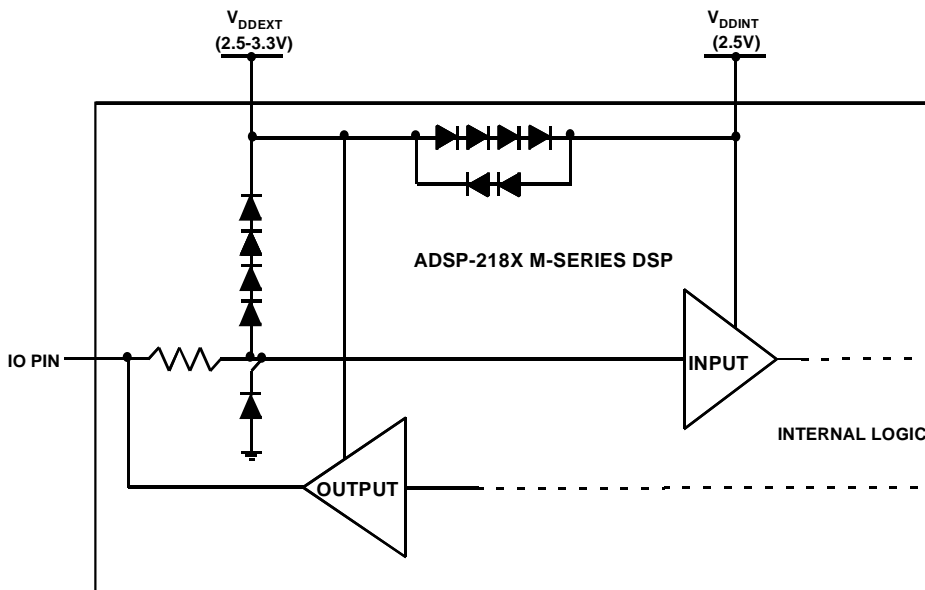 VDDEXT
(2.5-3.3V)
VDDINT
(2.5V)
ADSP-218X M-SERIES DSP
IO PIN
INPUT
INTERNAL LOGIC
OUTPUT